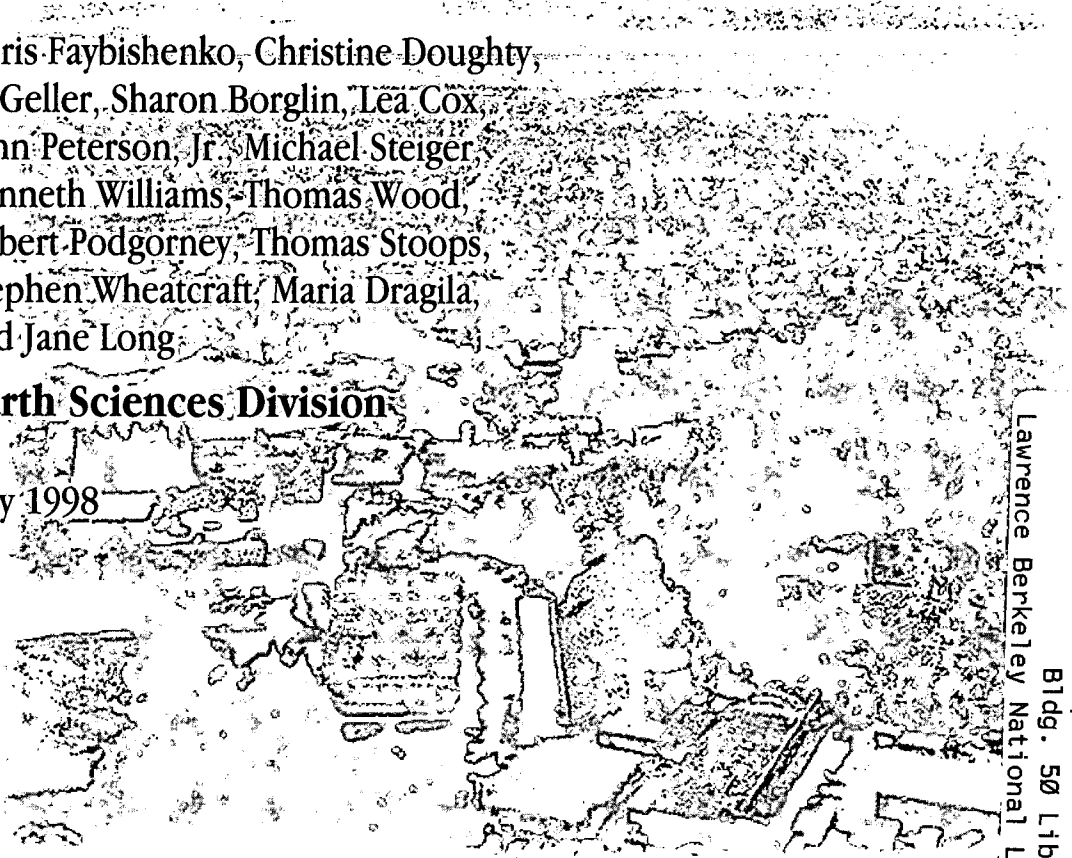 ris Faybishenko, Christine Doughty,
Geller, Sharon Borglin, Lea Cox,
nn Peterson, Jr., Michael Steiger,
nneth Williams, Thomas Wood,
bert Podgorney, Thomas Stoops,
ephen Wheatcraft, Maria Dragila,
d Jane Long
rth Sciences Division
y 1998
Bldg. 50 Lib
Lawrence Berkeley National L